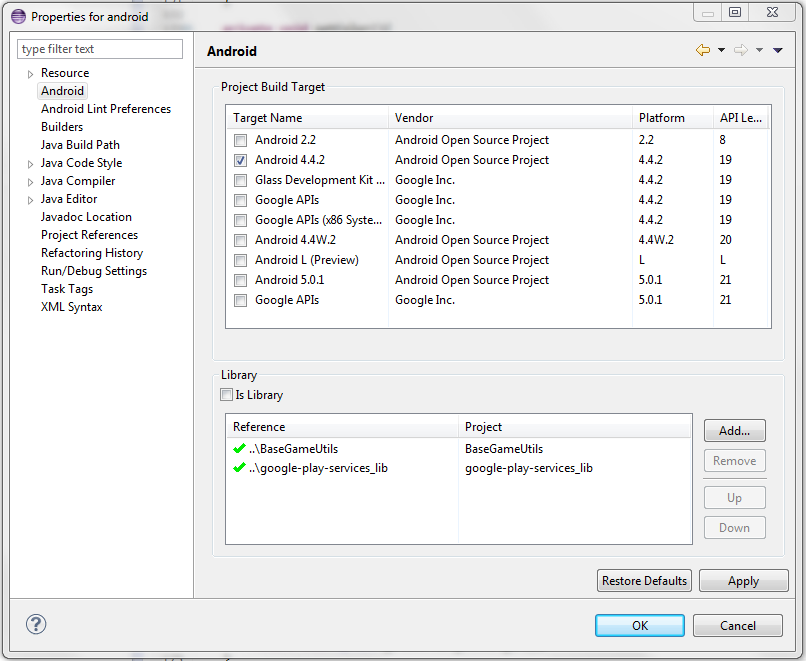 Properties for android
type filter text
Resource
Android
Android Lint Preferences
Builders
Java Build Path
Java Code Style
Java Compiler
Java Editor
Javadoc Location
Project References
Refactoring History
Run/Debug Settings
Task Tags
XML Syntax
Android
Project Build Target
Target Name Vendor Platform API Le...
Android 2.2 Android Open Source Project 2.2 8
Android 4.4.2 Android Open Source Project 4.4.2 19
Glass Development Kit ... Google Inc. 4.4.2 19
Google APIs Google Inc. 4.4.2 19
Google APIs (x86 Syste... Google Inc. 4.4.2 19
Android 4.4W.2 Android Open Source Project 4.4W.2 20
Android L (Preview) Android Open Source Project L L
Android 5.0.1 Android Open Source Project 5.0.1 21
Google APIs Google Inc. 5.0.1 21
Library
Is Library
Reference Project
..\BaseGameUtils BaseGameUtils
..\google-play-services_lib google-play-services_lib
Add...
Remove
Up
Down
Restore Defaults Apply
OK Cancel